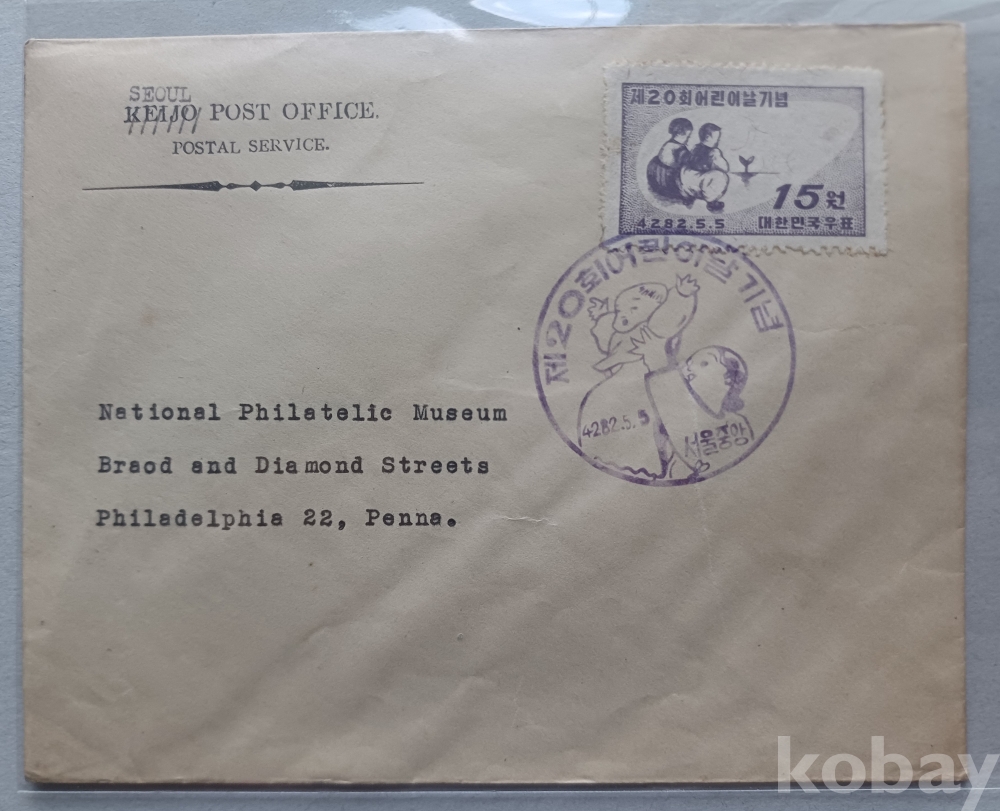 SEOUL
KEIJO POST OFFICE.
POSTAL SERVICE.
제20회어린이날기념
15원
4282.5.5
대한민국우표
제20회어린이날기념
4282.5.5
서울중앙
National Philatelic Museum
Braod and Diamond Streets
Philadelphia 22, Penna.
kobay